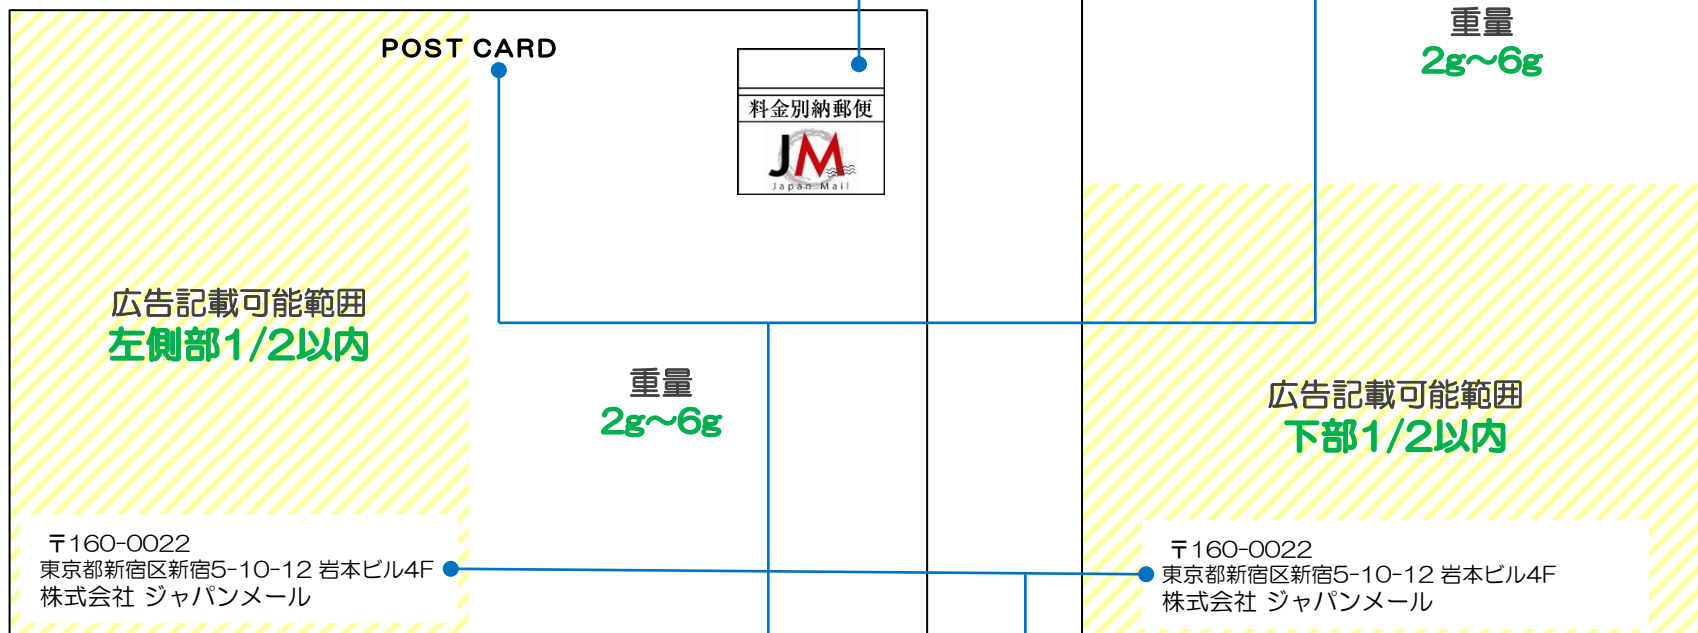 POST CARD
料金別納郵便
JM
Japan Mail
広告記載可能範囲
左側部1/2以内
重量
2g～6g
〒160-0022
東京都新宿区新宿5-10-12 岩本ビル4F
株式会社 ジャパンメール
重量
2g～6g
広告記載可能範囲
下部1/2以内
〒160-0022
東京都新宿区新宿5-10-12 岩本ビル4F
株式会社 ジャパンメール